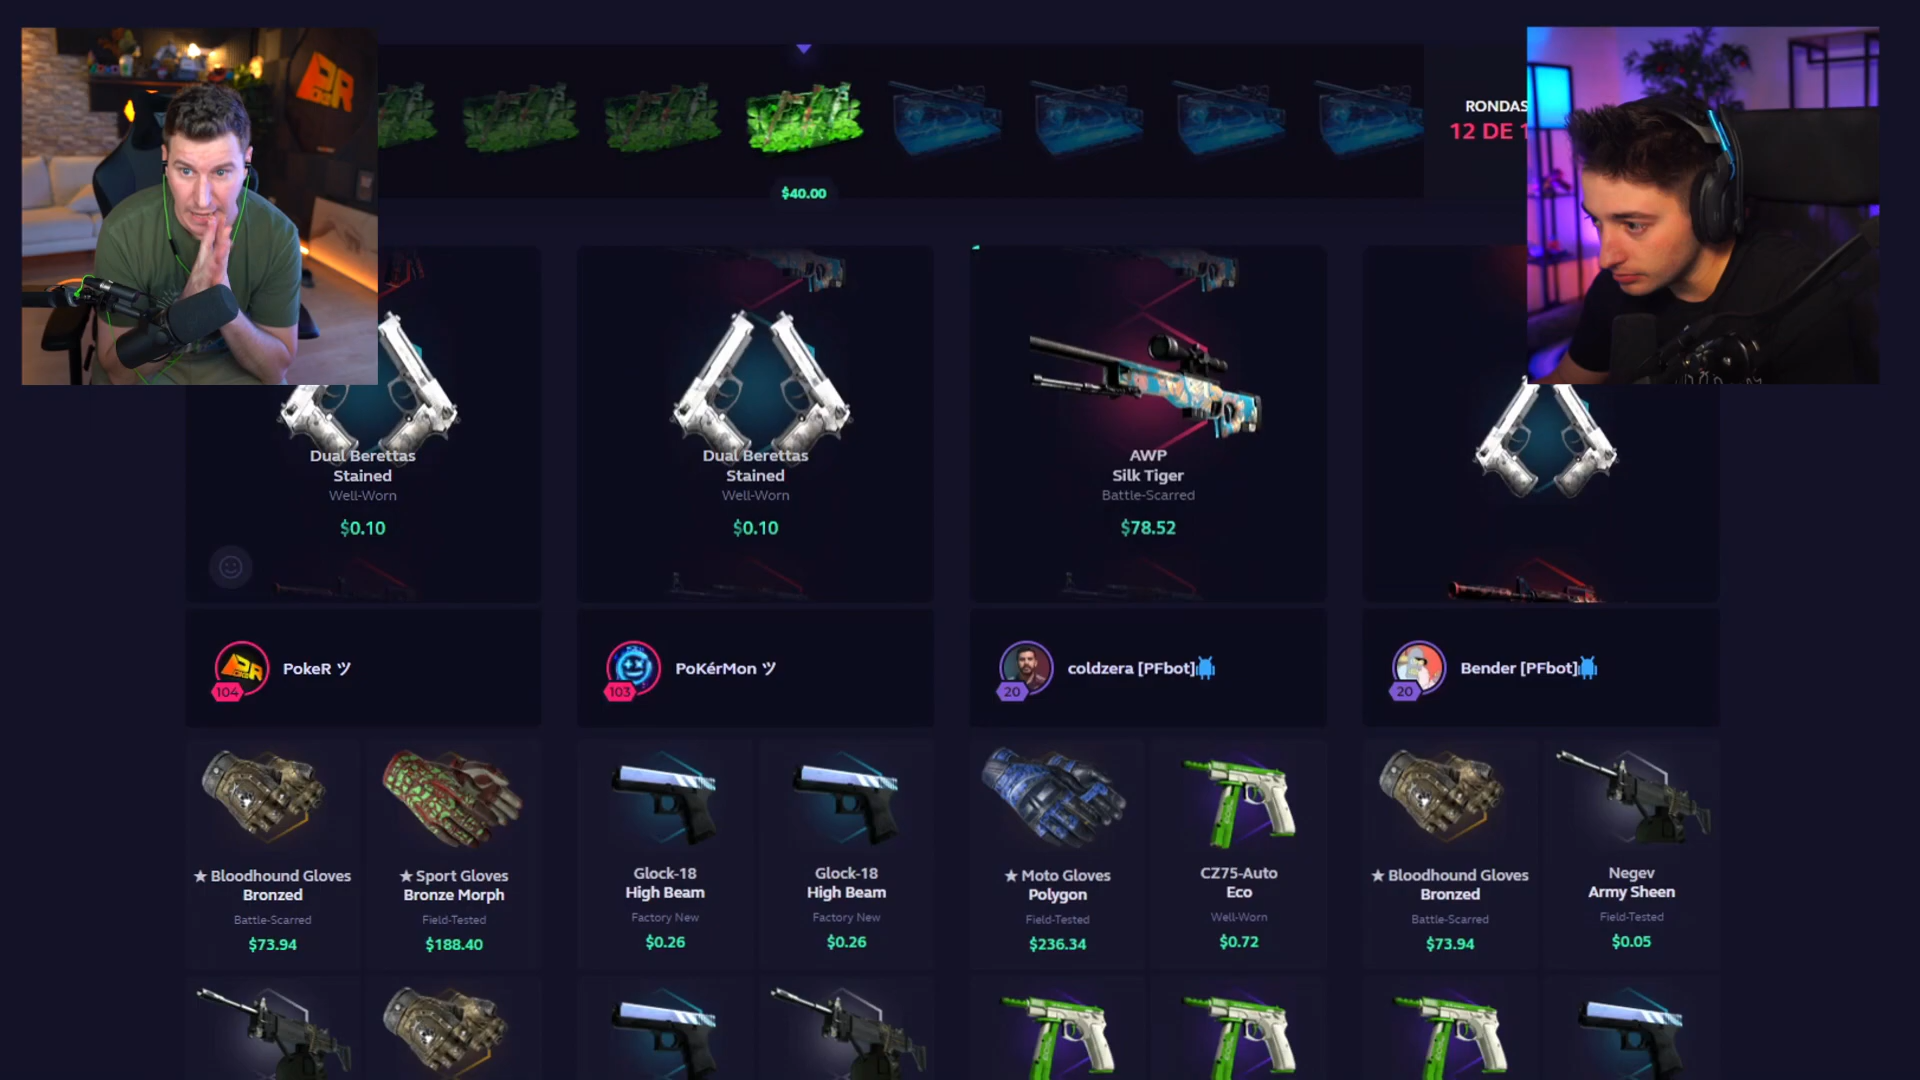 RONDAS
12 DE 1
$40.00
Dual Berettas
Stained
Well-Worn
$0.10
Dual Berettas
Stained
Well-Worn
$0.10
AWP
Silk Tiger
Battle-Scarred
$78.52
104
PokeR ツ
103
PoKérMon ツ
20
coldzera [PFbot]
20
Bender [PFbot]
★ Bloodhound Gloves
Bronzed
Battle-Scarred
$73.94
★ Sport Gloves
Bronze Morph
Field-Tested
$188.40
Glock-18
High Beam
Factory New
$0.26
Glock-18
High Beam
Factory New
$0.26
★ Moto Gloves
Polygon
Field-Tested
$236.34
CZ75-Auto
Eco
Well-Worn
$0.72
★ Bloodhound Gloves
Bronzed
Battle-Scarred
$73.94
Negev
Army Sheen
Field-Tested
$0.05